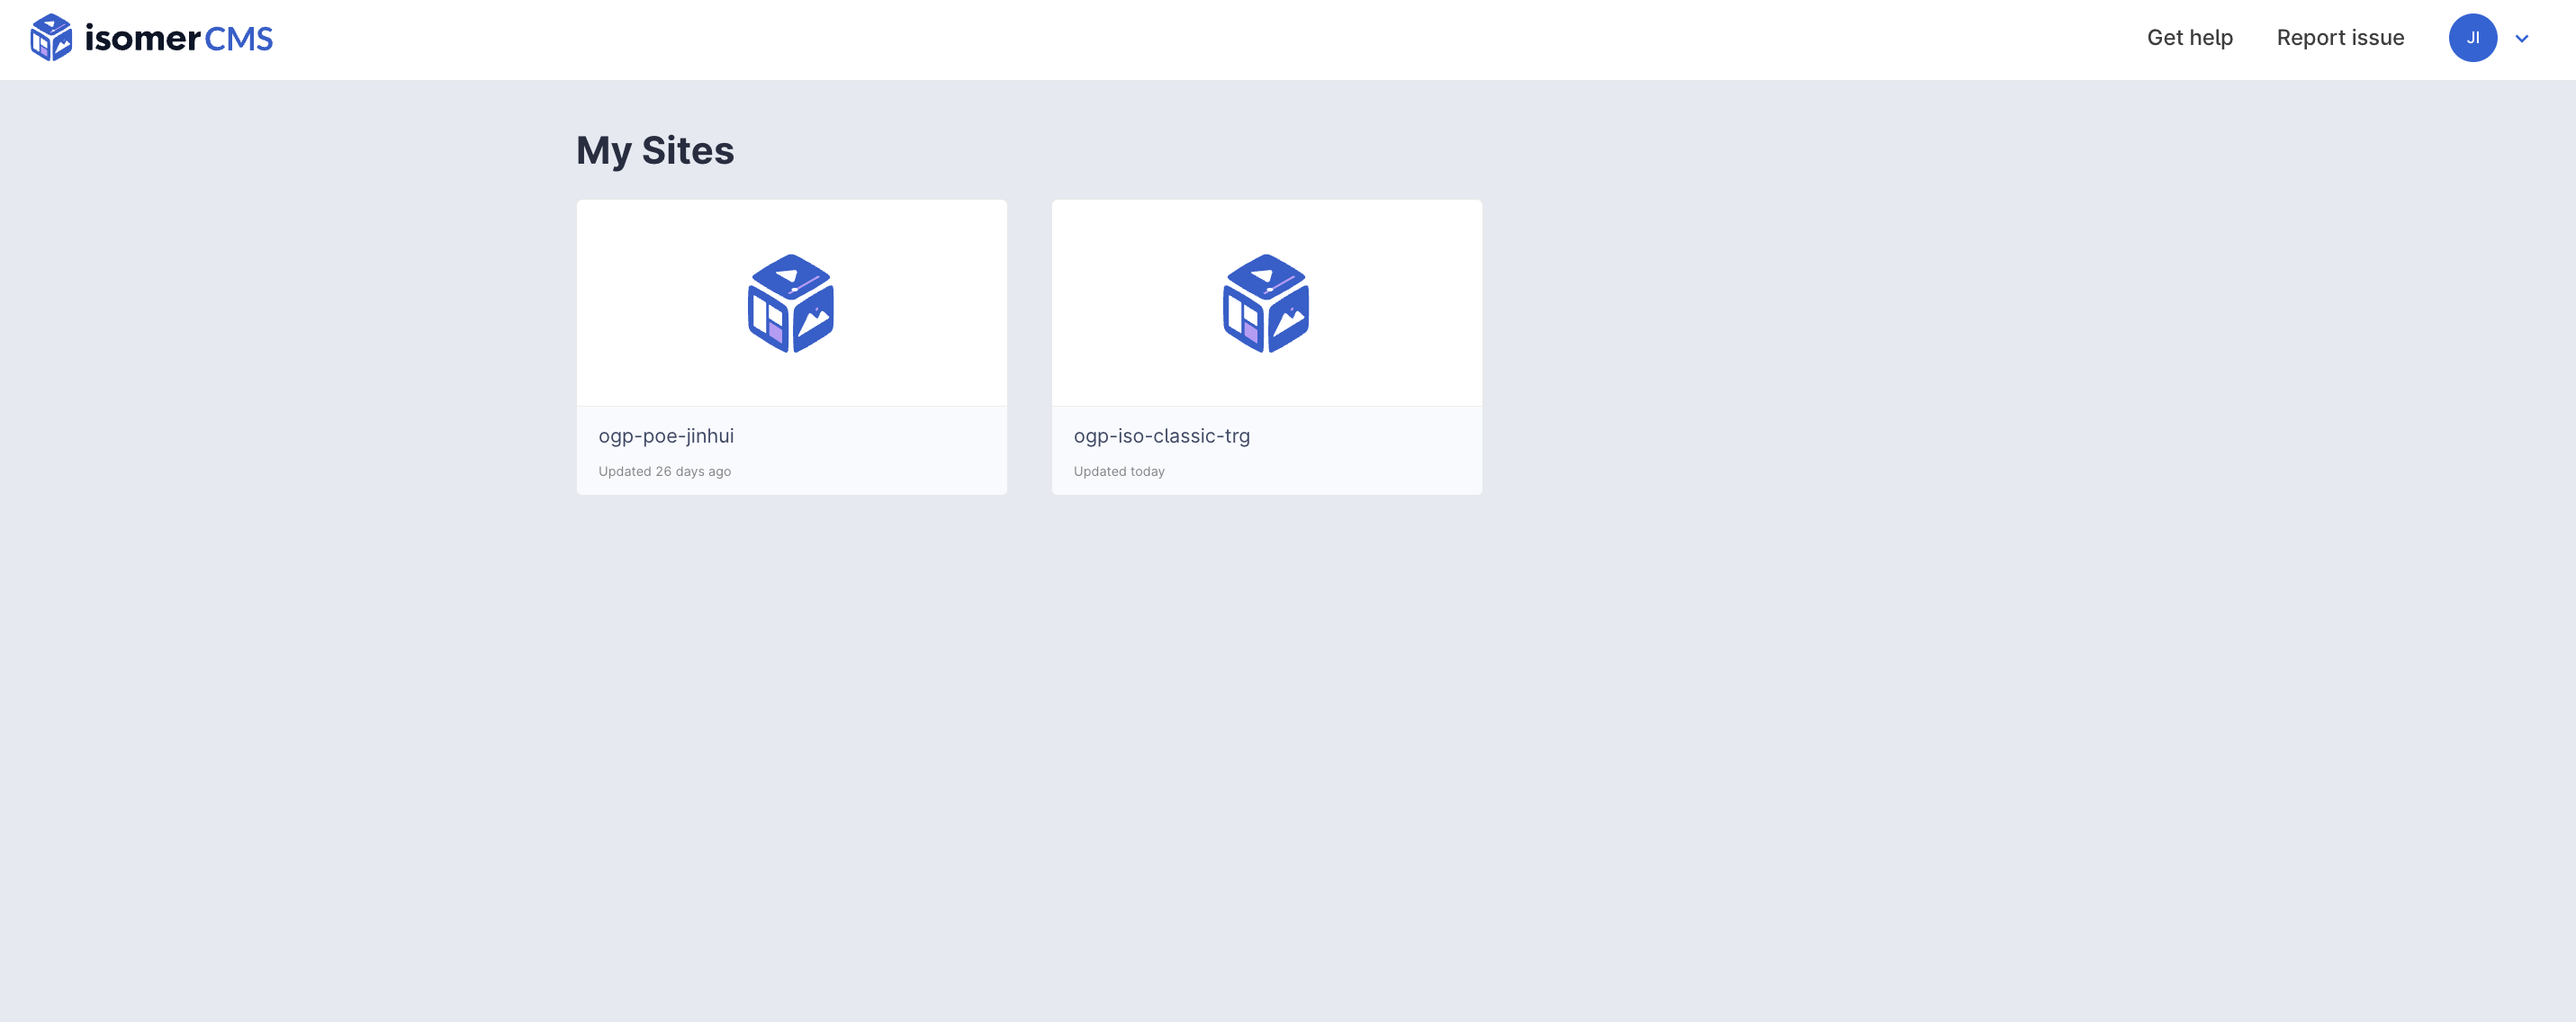 isomerCMS
Get help
Report issue
JI
My Sites
ogp-poe-jinhui
Updated 26 days ago
ogp-iso-classic-trg
Updated today